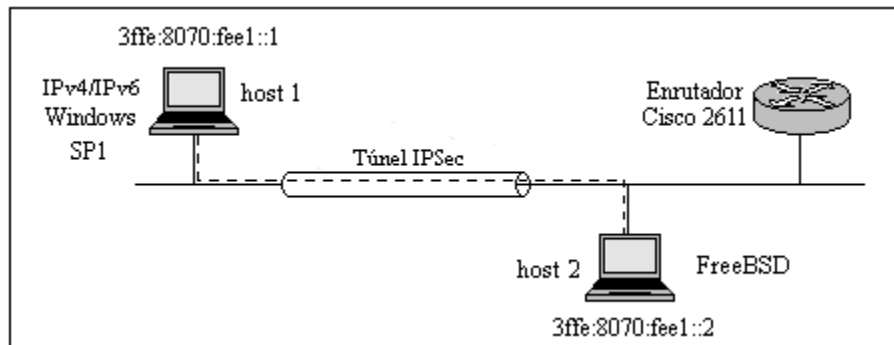 3ffe:8070:fee1::1
IPv4/IPv6
Windows
SP1
host 1
Enrutador
Cisco 2611
Túnel IPSec
host 2
FreeBSD
3ffe:8070:fee1::2